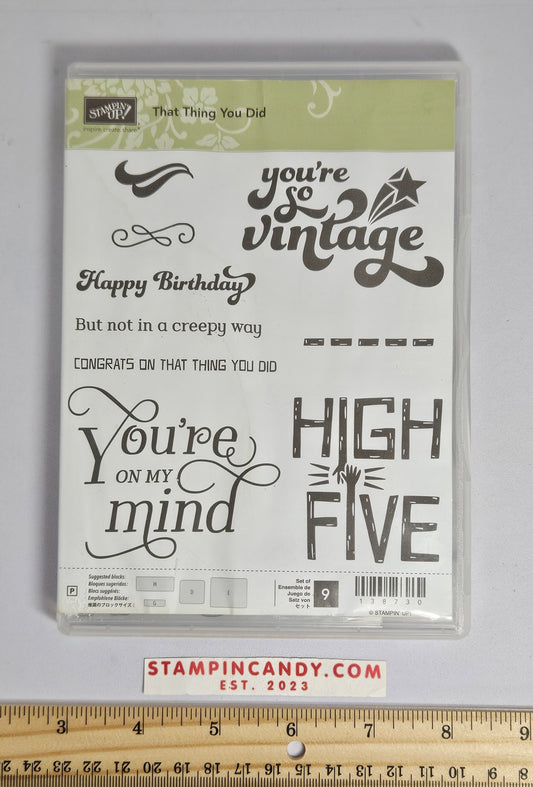 STAMPIN' UP!
inspire. create. share.
That Thing You Did
you're
so
vintage
Happy Birthday
But not in a creepy way
CONGRATS ON THAT THING YOU DID
You're
ON MY
mind
HIGH
FIVE
P
Suggested blocks
Bloques sugeridos:
Blocs suggérés:
Empfohlene Blöcke:
推奨のブロックサイズ:
H
G
D
E
Set of
Ensemble de
Juego de
Satz von
セット
9
138730
© STAMPIN' UP!
STAMPINCANDY.COM
EST. 2023
3 4 5 6 7 8 9